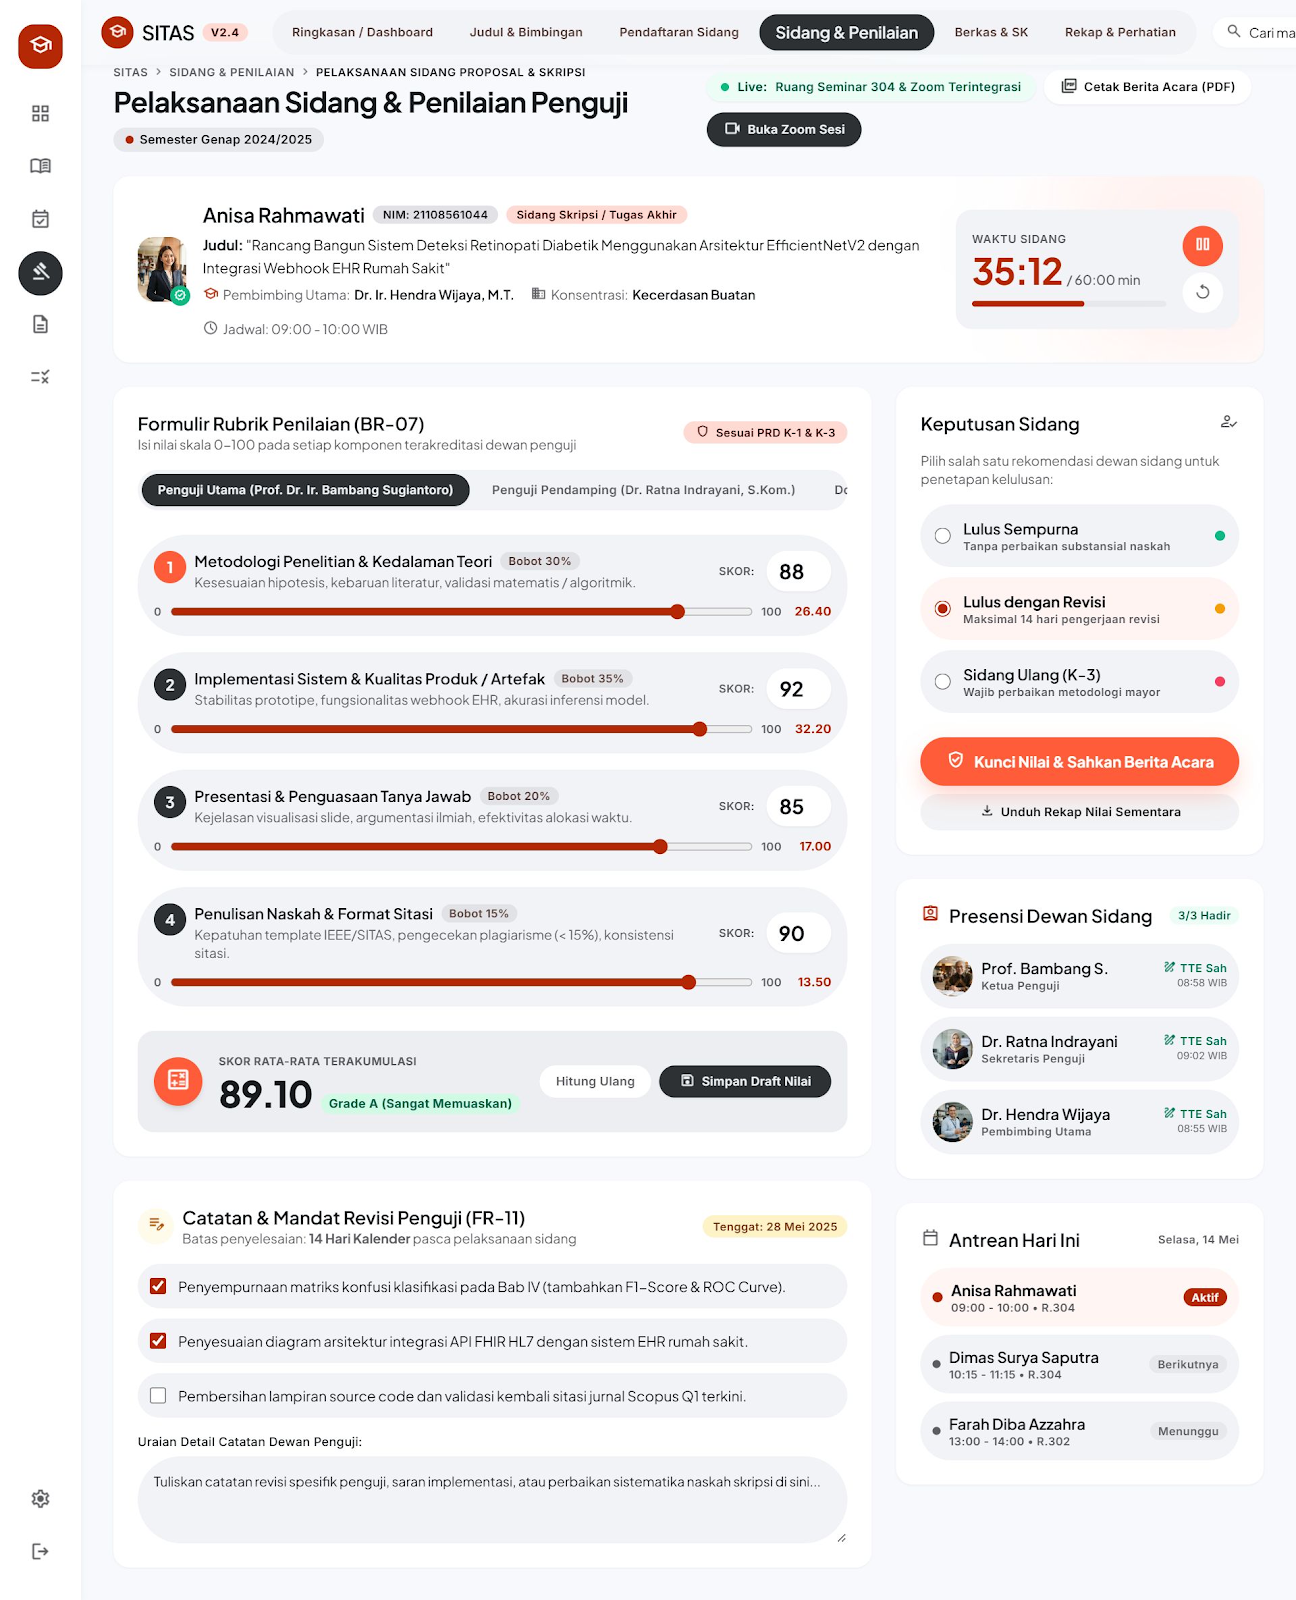 SITAS V2.4
Ringkasan / Dashboard
Judul & Bimbingan
Pendaftaran Sidang
Sidang & Penilaian
Berkas & SK
Rekap & Perhatian
Cari ma
SITAS > SIDANG & PENILAIAN > PELAKSANAAN SIDANG PROPOSAL & SKRIPSI
Pelaksanaan Sidang & Penilaian Penguji
Semester Genap 2024/2025
Live: Ruang Seminar 304 & Zoom Terintegrasi
Cetak Berita Acara (PDF)
Buka Zoom Sesi
Anisa Rahmawati NIM: 21108561044 Sidang Skripsi / Tugas Akhir
Judul: "Rancang Bangun Sistem Deteksi Retinopati Diabetik Menggunakan Arsitektur EfficientNetV2 dengan
Integrasi Webhook EHR Rumah Sakit"
Pembimbing Utama: Dr. Ir. Hendra Wijaya, M.T. Konsentrasi: Kecerdasan Buatan
Jadwal: 09:00 - 10:00 WIB
WAKTU SIDANG
35:12 / 60:00 min
Formulir Rubrik Penilaian (BR-07)
Isi nilai skala 0–100 pada setiap komponen terakreditasi dewan penguji
Sesuai PRD K-1 & K-3
Penguji Utama (Prof. Dr. Ir. Bambang Sugiantoro)
Penguji Pendamping (Dr. Ratna Indrayani, S.Kom.)
Do
1 Metodologi Penelitian & Kedalaman Teori Bobot 30%
Kesesuaian hipotesis, kebaruan literatur, validasi matematis / algoritmik.
SKOR: 88
0 100 26.40
2 Implementasi Sistem & Kualitas Produk / Artefak Bobot 35%
Stabilitas prototipe, fungsionalitas webhook EHR, akurasi inferensi model.
SKOR: 92
0 100 32.20
3 Presentasi & Penguasaan Tanya Jawab Bobot 20%
Kejelasan visualisasi slide, argumentasi ilmiah, efektivitas alokasi waktu.
SKOR: 85
0 100 17.00
4 Penulisan Naskah & Format Sitasi Bobot 15%
Kepatuhan template IEEE/SITAS, pengecekan plagiarisme (< 15%), konsistensi
sitasi.
SKOR: 90
0 100 13.50
SKOR RATA-RATA TERAKUMULASI
89.10 Grade A (Sangat Memuaskan)
Hitung Ulang
Simpan Draft Nilai
Catatan & Mandat Revisi Penguji (FR-11)
Batas penyelesaian: 14 Hari Kalender pasca pelaksanaan sidang
Tenggat: 28 Mei 2025
Penyempurnaan matriks konfusi klasifikasi pada Bab IV (tambahkan F1-Score & ROC Curve).
Penyesuaian diagram arsitektur integrasi API FHIR HL7 dengan sistem EHR rumah sakit.
Pembersihan lampiran source code dan validasi kembali sitasi jurnal Scopus Q1 terkini.
Uraian Detail Catatan Dewan Penguji:
Tuliskan catatan revisi spesifik penguji, saran implementasi, atau perbaikan sistematika naskah skripsi di sini...
Keputusan Sidang
Pilih salah satu rekomendasi dewan sidang untuk
penetapan kelulusan:
Lulus Sempurna
Tanpa perbaikan substansial naskah
Lulus dengan Revisi
Maksimal 14 hari pengerjaan revisi
Sidang Ulang (K-3)
Wajib perbaikan metodologi mayor
Kunci Nilai & Sahkan Berita Acara
Unduh Rekap Nilai Sementara
Presensi Dewan Sidang 3/3 Hadir
Prof. Bambang S. TTE Sah
Ketua Penguji 08:58 WIB
Dr. Ratna Indrayani TTE Sah
Sekretaris Penguji 09:02 WIB
Dr. Hendra Wijaya TTE Sah
Pembimbing Utama 08:55 WIB
Antrean Hari Ini Selasa, 14 Mei
Anisa Rahmawati Aktif
09:00 - 10:00 • R.304
Dimas Surya Saputra Berikutnya
10:15 - 11:15 • R.304
Farah Diba Azzahra Menunggu
13:00 - 14:00 • R.302